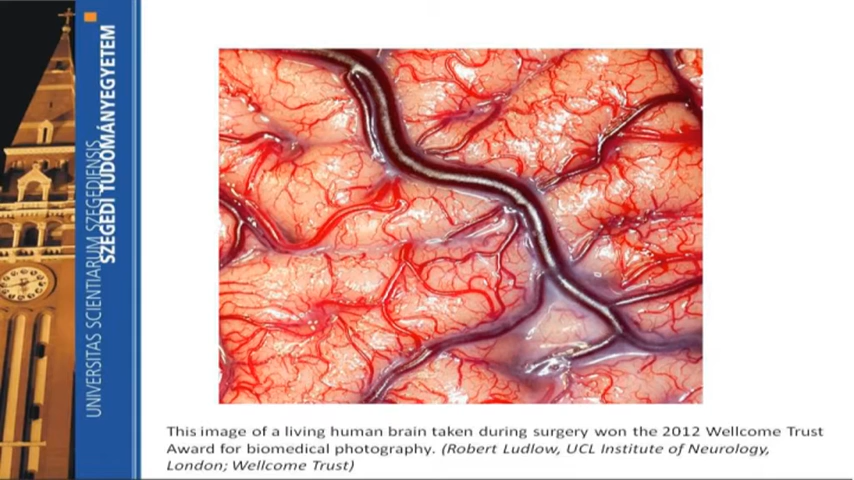 UNIVERSITAS SCIENTIARUM SZEGEDIENSIS
SZEGEDI TUDOMÁNYEGYETEM
This image of a living human brain taken during surgery won the 2012 Wellcome Trust
Award for biomedical photography. (Robert Ludlow, UCL Institute of Neurology,
London; Wellcome Trust)